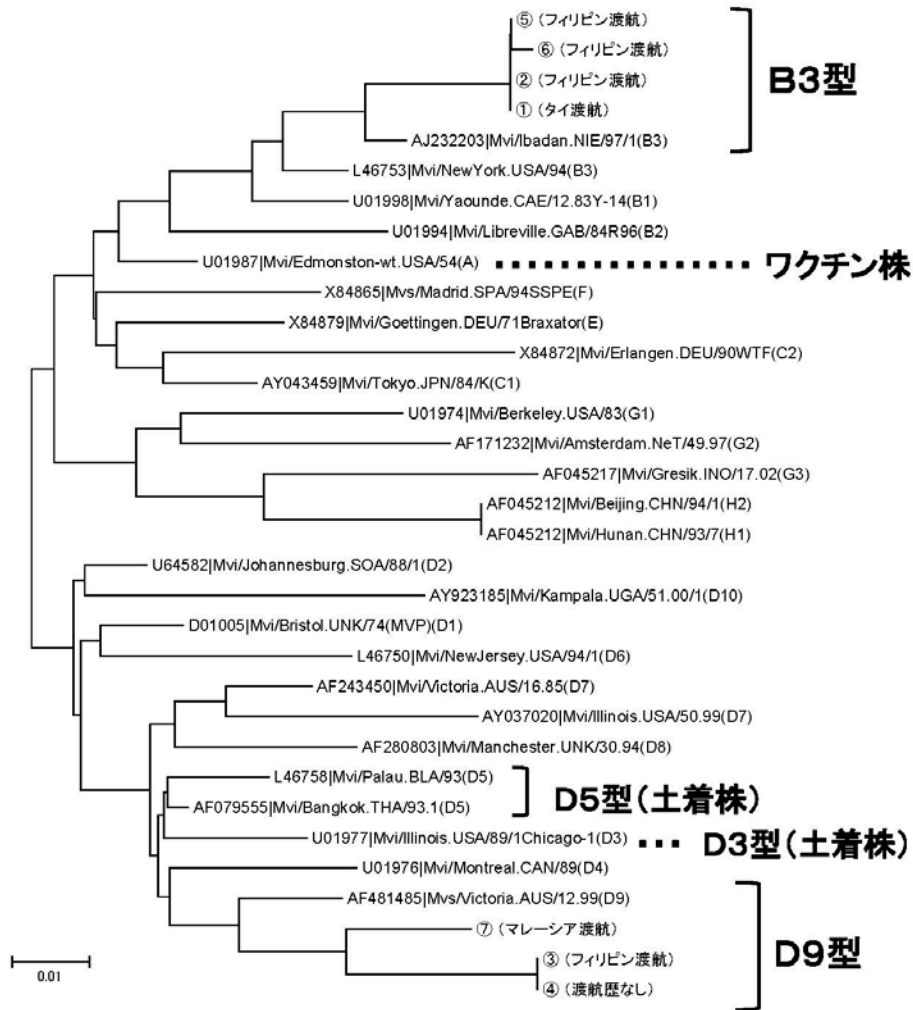 ⑤ (フィリピン渡航)
⑥ (フィリピン渡航)
② (フィリピン渡航)
① (タイ渡航)
B3型
AJ232203|Mvi/Ibadan.NIE/97/1(B3)
L46753|Mvi/NewYork.USA/94(B3)
U01998|Mvi/Yaounde.CAE/12.83Y-14(B1)
U01994|Mvi/Libreville.GAB/84R96(B2)
U01987|Mvi/Edmonston-wt.USA/54(A)
ワクチン株
X84865|Mvs/Madrid.SPA/94SSPE(F)
X84879|Mvi/Goettingen.DEU/71Braxator(E)
X84872|Mvi/Erlangen.DEU/90WTF(C2)
AY043459|Mvi/Tokyo.JPN/84/K(C1)
U01974|Mvi/Berkeley.USA/83(G1)
AF171232|Mvi/Amsterdam.NeT/49.97(G2)
AF045217|Mvi/Gresik.INO/17.02(G3)
AF045212|Mvi/Beijing.CHN/94/1(H2)
AF045212|Mvi/Hunan.CHN/93/7(H1)
U64582|Mvi/Johannesburg.SOA/88/1(D2)
AY923185|Mvi/Kampala.UGA/51.00/1(D10)
D01005|Mvi/Bristol.UNK/74(MVP)(D1)
L46750|Mvi/NewJersey.USA/94/1(D6)
AF243450|Mvi/Victoria.AUS/16.85(D7)
AY037020|Mvi/Illinois.USA/50.99(D7)
AF280803|Mvi/Manchester.UNK/30.94(D8)
L46758|Mvi/Palau.BLA/93(D5)
AF079555|Mvi/Bangkok.THA/93.1(D5)
D5型(土着株)
U01977|Mvi/Illinois.USA/89/1Chicago-1(D3)
D3型(土着株)
U01976|Mvi/Montreal.CAN/89(D4)
AF481485|Mvs/Victoria.AUS/12.99(D9)
⑦ (マレーシア渡航)
③ (フィリピン渡航)
④ (渡航歴なし)
D9型
0.01